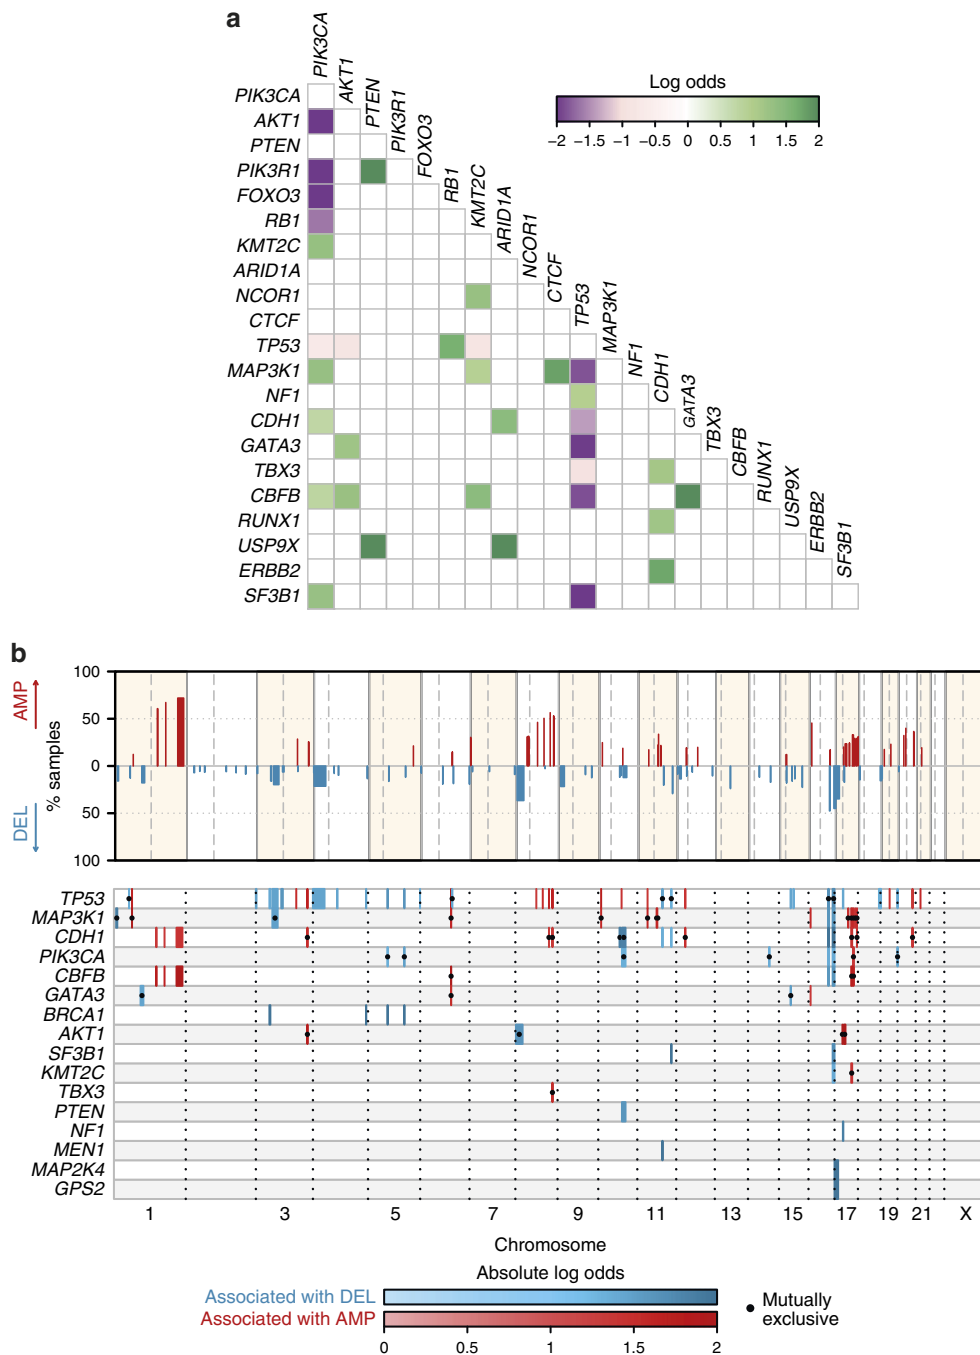 a
PIK3CA
AKT1
PTEN
PIK3R1
FOXO3
RB1
KMT2C
ARID1A
NCOR1
CTCF
TP53
MAP3K1
NF1
CDH1
GATA3
TBX3
CBFB
RUNX1
USP9X
ERBB2
SF3B1
Log odds
−2 −1.5 −1 −0.5 0 0.5 1 1.5 2
PIK3CA
AKT1
PTEN
PIK3R1
FOXO3
RB1
KMT2C
ARID1A
NCOR1
CTCF
TP53
MAP3K1
NF1
CDH1
GATA3
TBX3
CBFB
RUNX1
USP9X
ERBB2
SF3B1
b
AMP
DEL
% samples
100
50
0
50
100
TP53
MAP3K1
CDH1
PIK3CA
CBFB
GATA3
BRCA1
AKT1
SF3B1
KMT2C
TBX3
PTEN
NF1
MEN1
MAP2K4
GPS2
1 3 5 7 9 11 13 15 17 19 21 X
Chromosome
Absolute log odds
Associated with DEL
Associated with AMP
0 0.5 1 1.5 2
Mutually
exclusive